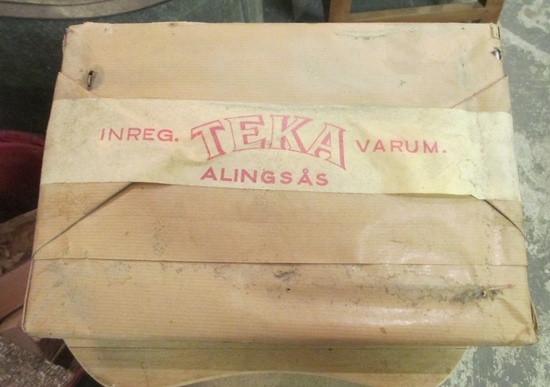 INREG. TEKA VARUM.
ALINGSÅS